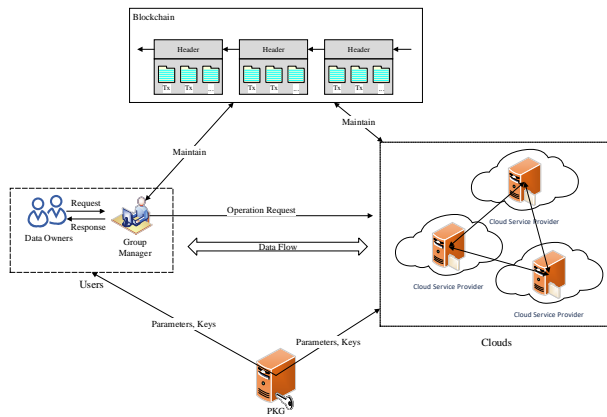 Blockchain
Header
Header
Header
Tx
Tx
...
Tx
Tx
...
Tx
Tx
...
Maintain
Maintain
Request
Response
Data Owners
Group
Manager
Operation Request
Data Flow
Users
Cloud Service Provider
Cloud Service Provider
Cloud Service Provider
Clouds
Parameters, Keys
Parameters, Keys
PKG